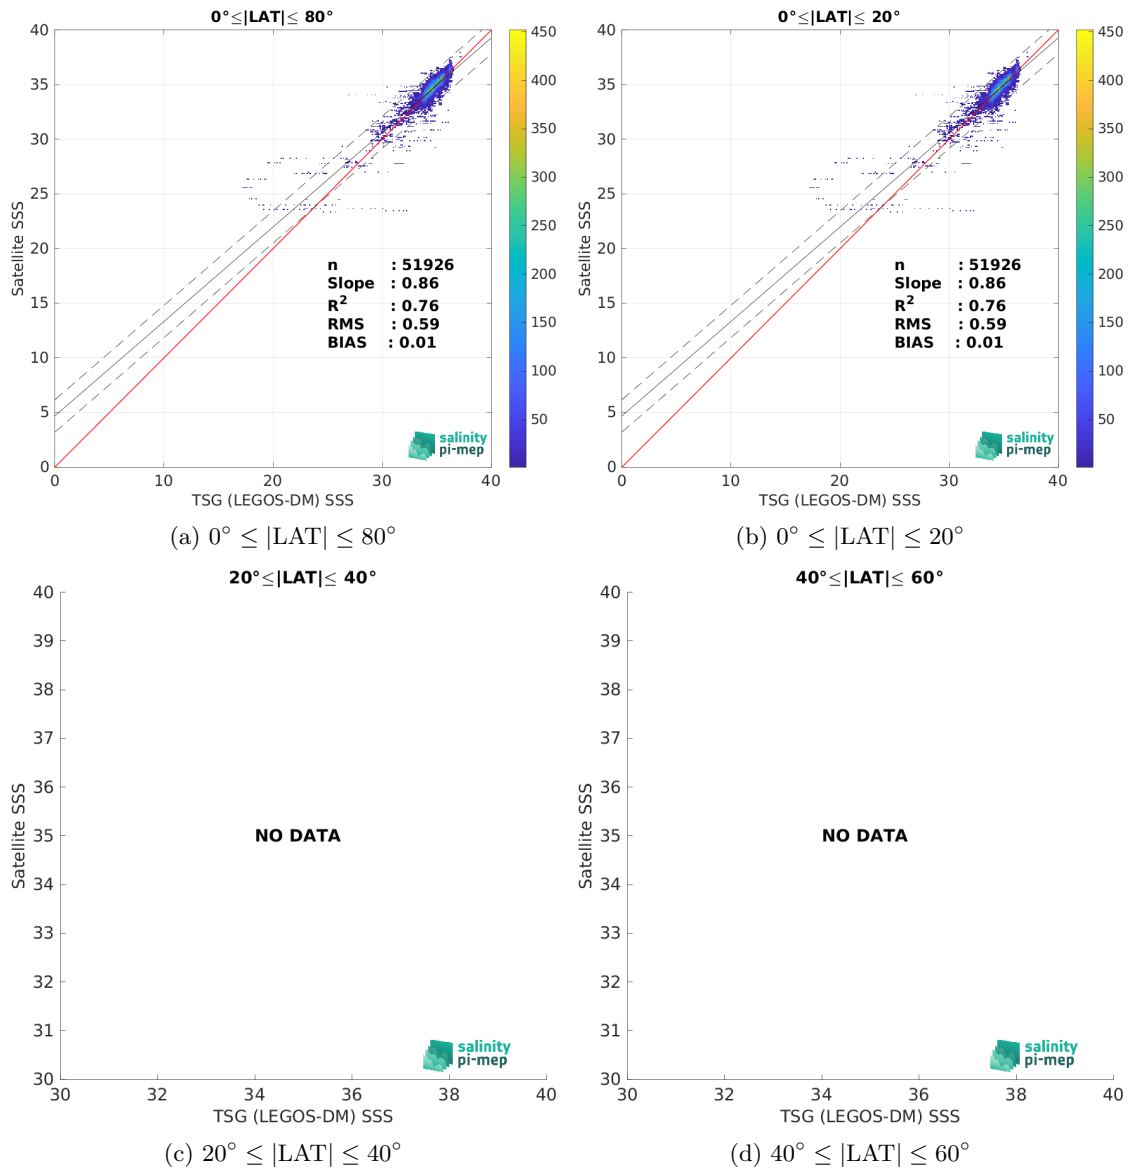 0°≤|LAT|≤ 80°
40
35
30
25
20
15
10
5
0
Satellite SSS
0 10 20 30 40
TSG (LEGOS-DM) SSS
n : 51926
Slope : 0.86
R² : 0.76
RMS : 0.59
BIAS : 0.01
salinity
pi-mep
450
400
350
300
250
200
150
100
50
(a) 0° ≤ |LAT| ≤ 80°
0°≤|LAT|≤ 20°
40
35
30
25
20
15
10
5
0
Satellite SSS
0 10 20 30 40
TSG (LEGOS-DM) SSS
n : 51926
Slope : 0.86
R² : 0.76
RMS : 0.59
BIAS : 0.01
salinity
pi-mep
450
400
350
300
250
200
150
100
50
(b) 0° ≤ |LAT| ≤ 20°
20°≤|LAT|≤ 40°
40
39
38
37
36
35
34
33
32
31
30
Satellite SSS
NO DATA
salinity
pi-mep
30 32 34 36 38 40
TSG (LEGOS-DM) SSS
(c) 20° ≤ |LAT| ≤ 40°
40°≤|LAT|≤ 60°
40
39
38
37
36
35
34
33
32
31
30
Satellite SSS
NO DATA
salinity
pi-mep
30 32 34 36 38 40
TSG (LEGOS-DM) SSS
(d) 40° ≤ |LAT| ≤ 60°